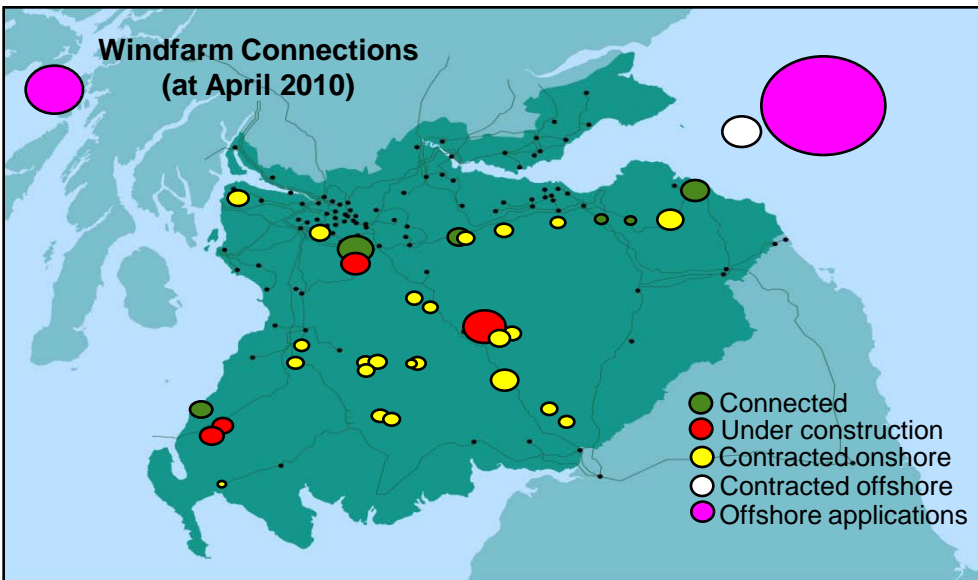 Windfarm Connections
(at April 2010)
Connected
Under construction
Contracted onshore
Contracted offshore
Offshore applications